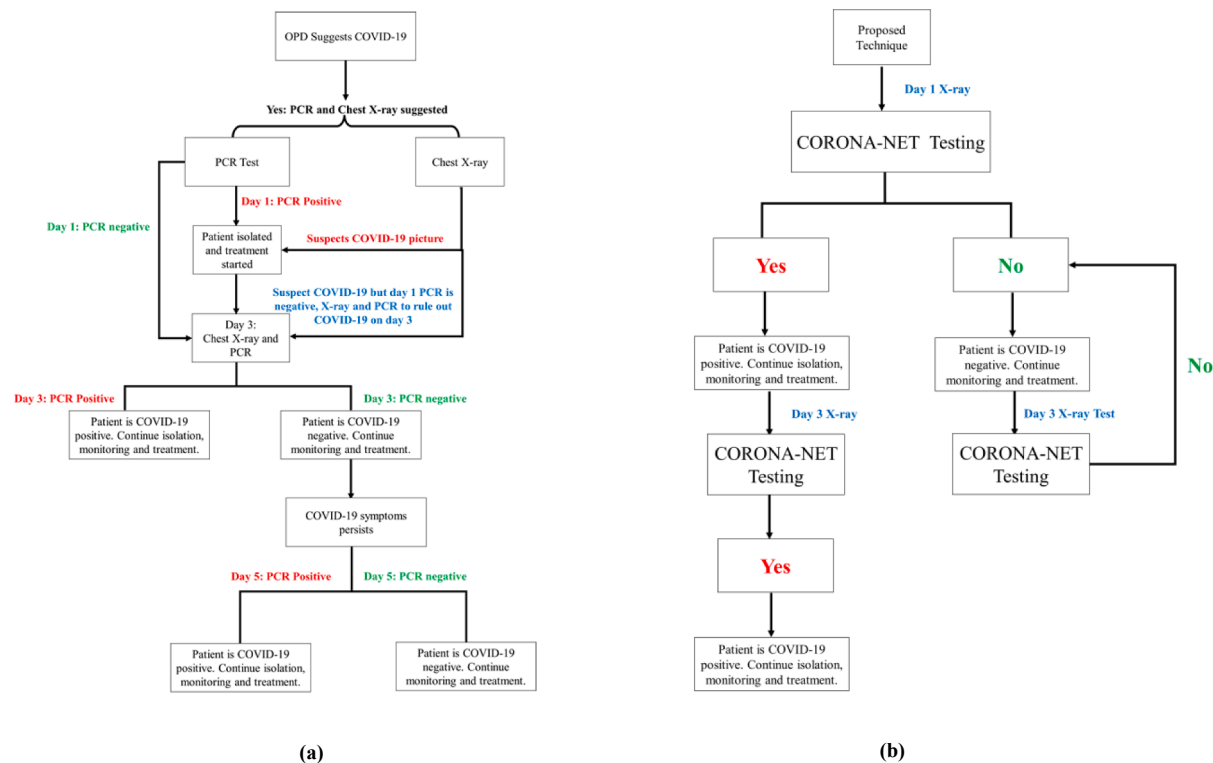 OPD Suggests COVID-19
Yes: PCR and Chest X-ray suggested
PCR Test
Chest X-ray
Day 1: PCR Positive
Day 1: PCR negative
Patient isolated
and treatment
started
Suspects COVID-19 picture
Suspect COVID-19 but day 1 PCR is
negative, X-ray and PCR to rule out
COVID-19 on day 3
Day 3:
Chest X-ray and
PCR
Day 3: PCR Positive
Day 3: PCR negative
Patient is COVID-19
positive. Continue isolation,
monitoring and treatment.
Patient is COVID-19
negative. Continue
monitoring and treatment.
COVID-19 symptoms
persists
Day 5: PCR Positive
Day 5: PCR negative
Patient is COVID-19
positive. Continue isolation,
monitoring and treatment.
Patient is COVID-19
negative. Continue
monitoring and treatment.
(a)
Proposed
Technique
Day 1 X-ray
CORONA-NET Testing
Yes
No
Patient is COVID-19
positive. Continue isolation,
monitoring and treatment.
Patient is COVID-19
negative. Continue
monitoring and treatment.
No
Day 3 X-ray
Day 3 X-ray Test
CORONA-NET
Testing
CORONA-NET
Testing
Yes
Patient is COVID-19
positive. Continue isolation,
monitoring and treatment.
(b)